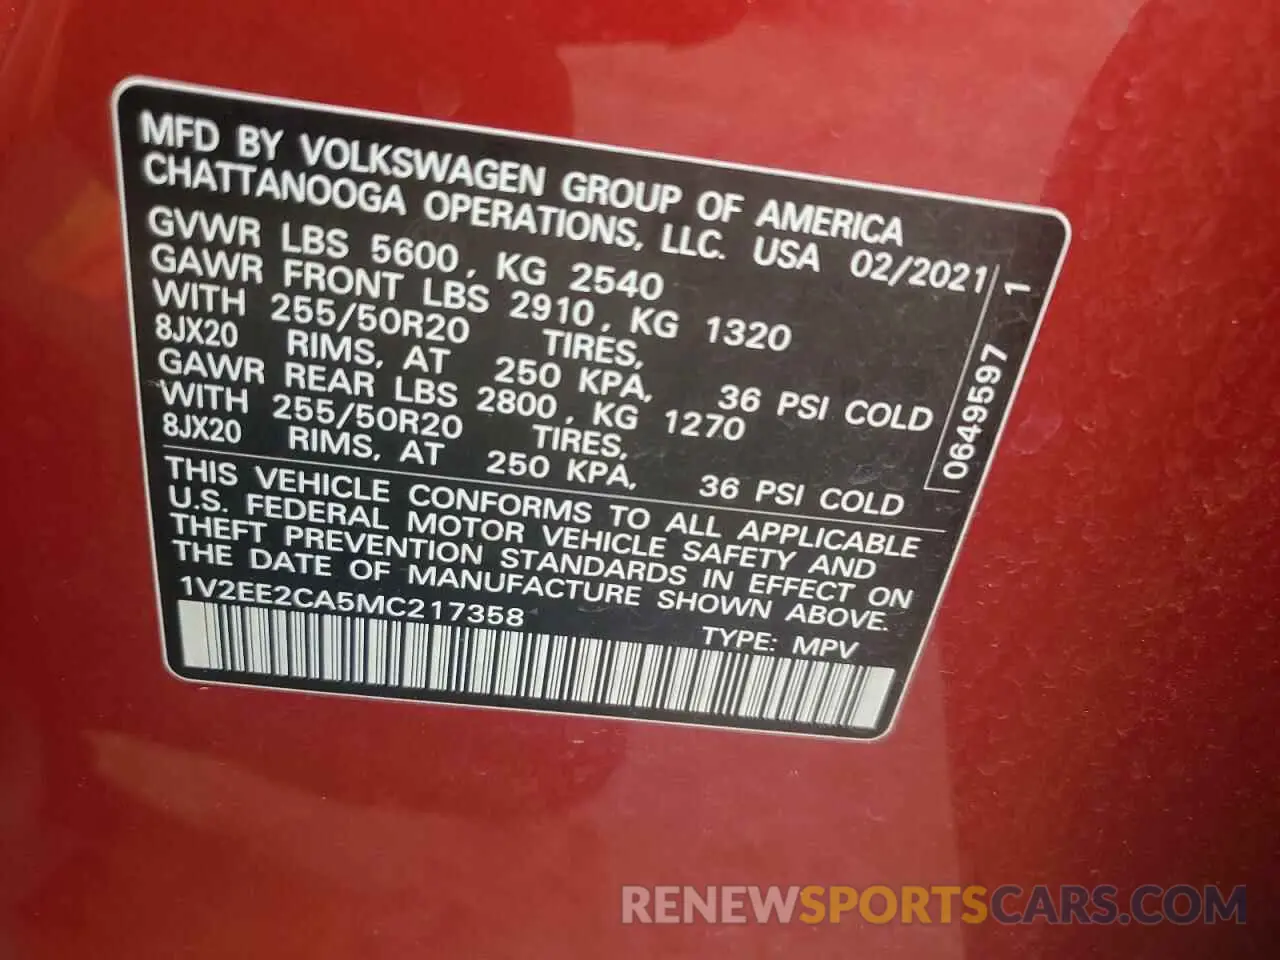 MFD BY VOLKSWAGEN GROUP OF AMERICA
CHATTANOOGA OPERATIONS, LLC. USA 02/2021
GVWR LBS 5600, KG 2540
GAWR FRONT LBS 2910, KG 1320
WITH 255/50R20 TIRES,
8JX20 RIMS, AT 250 KPA, 36 PSI COLD
GAWR REAR LBS 2800, KG 1270
WITH 255/50R20 TIRES,
8JX20 RIMS, AT 250 KPA, 36 PSI COLD
0649597 1
THIS VEHICLE CONFORMS TO ALL APPLICABLE
U.S. FEDERAL MOTOR VEHICLE SAFETY AND
THEFT PREVENTION STANDARDS IN EFFECT ON
THE DATE OF MANUFACTURE SHOWN ABOVE.
1V2EE2CA5MC217358
TYPE: MPV
RENEWSPORTSCARS.COM